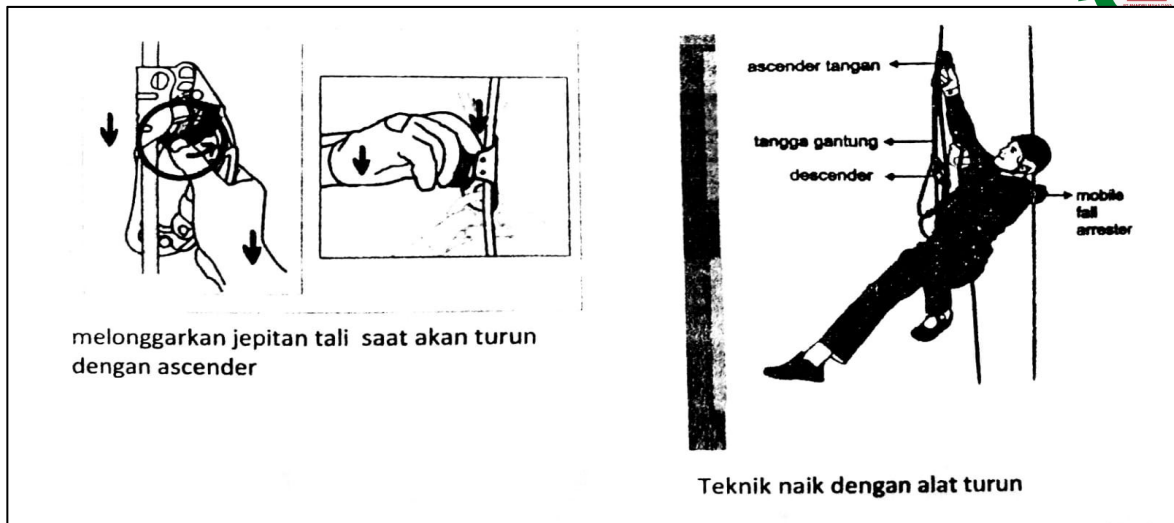 melonggarkan jepitan tali saat akan turun
dengan ascender
ascender tangan
tangga gantung
descender
mobile
fall
arrester
Teknik naik dengan alat turun